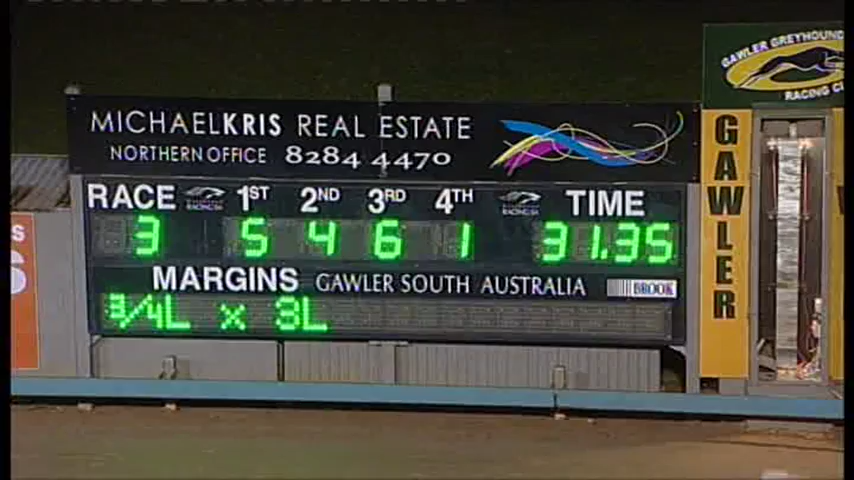 GAWLER GREYHOUND
RACING CL
MICHAELKRIS REAL ESTATE
NORTHERN OFFICE 8284 4470
RACE 1ST 2ND 3RD 4TH TIME
3 5 4 6 1 31.35
MARGINS GAWLER SOUTH AUSTRALIA BROOK
3/4L x 3L
GAWLER
S
S